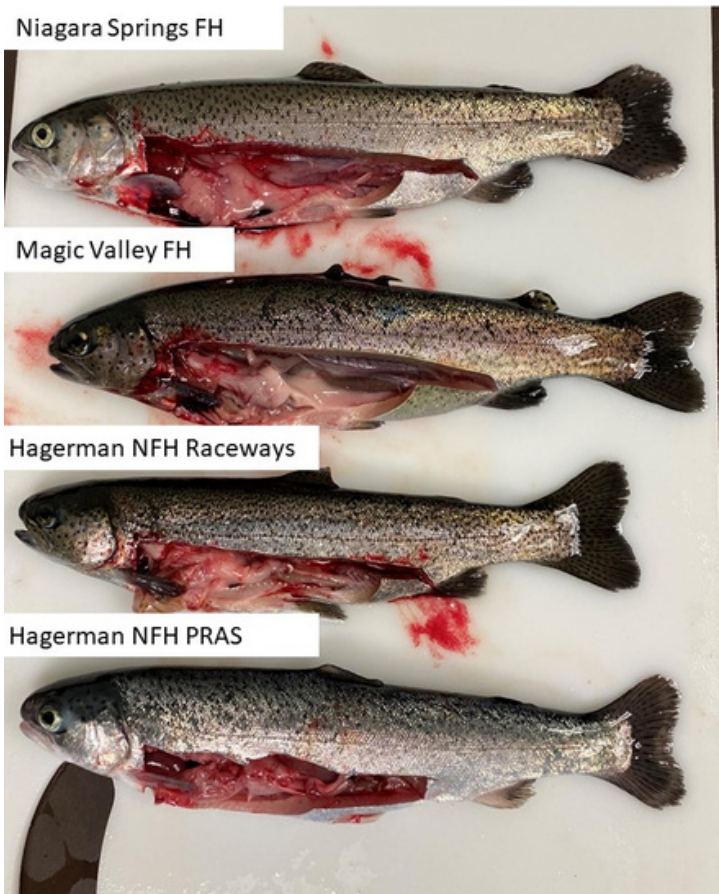 Niagara Springs FH
Magic Valley FH
Hagerman NFH Raceways
Hagerman NFH PRAS